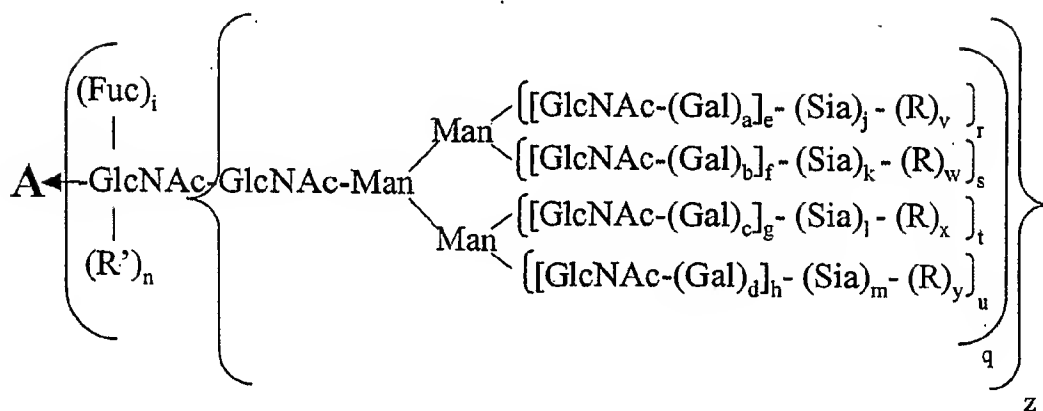 (Fuc)i
[GlcNAc-(Gal)a]e- (Sia)j - (R)v r
Man
[GlcNAc-(Gal)b]f- (Sia)k - (R)w s
A GlcNAc-GlcNAc-Man
[GlcNAc-(Gal)c]g- (Sia)l - (R)x t
Man
(R')n
[GlcNAc-(Gal)d]h- (Sia)m- (R)y u
q
z